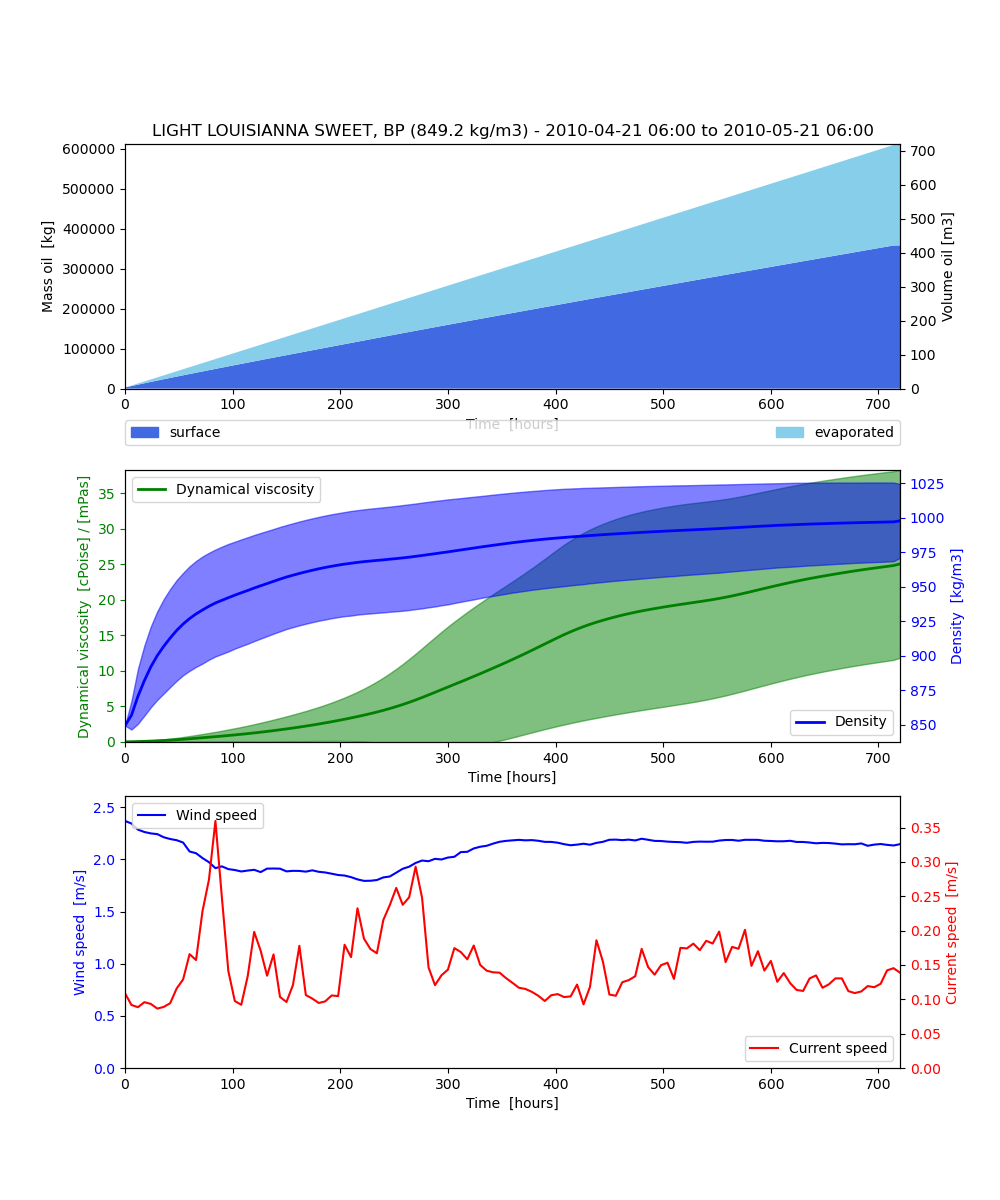 LIGHT LOUISIANNA SWEET, BP (849.2 kg/m3) - 2010-04-21 06:00 to 2010-05-21 06:00
600000
500000
400000
300000
200000
100000
0
Mass oil [kg]
700
600
500
400
300
200
100
0
Volume oil [m3]
0 100 200 300 400 500 600 700
Time [hours]
surface evaporated
Dynamical viscosity
35
30
25
20
15
10
5
0
Dynamical viscosity [cPoise] / [mPas]
1025
1000
975
950
925
900
875
850
Density [kg/m3]
Density
0 100 200 300 400 500 600 700
Time [hours]
Wind speed
2.5
2.0
1.5
1.0
0.5
0.0
Wind speed [m/s]
0.35
0.30
0.25
0.20
0.15
0.10
0.05
0.00
Current speed [m/s]
Current speed
0 100 200 300 400 500 600 700
Time [hours]